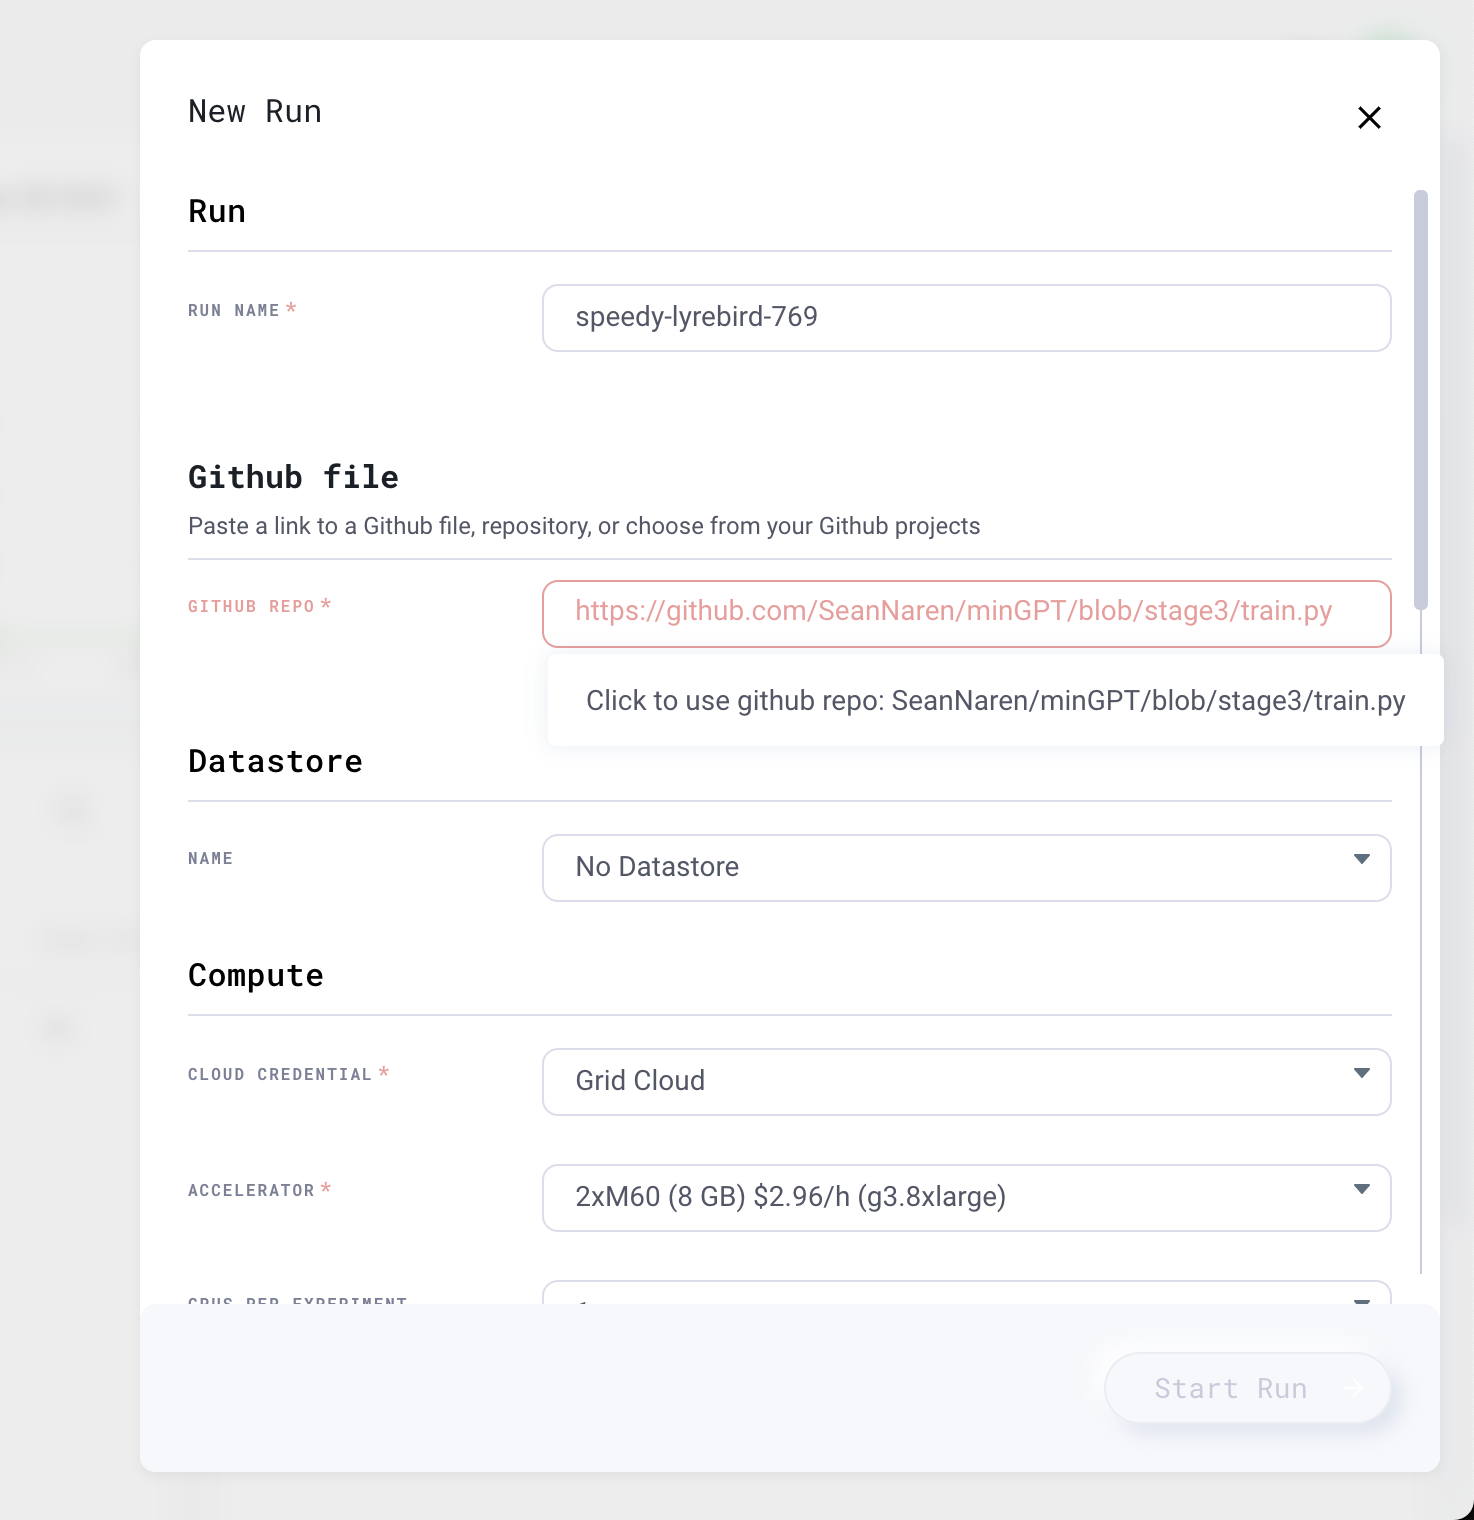 New Run
Run
RUN NAME *
speedy-lyrebird-769
Github file
Paste a link to a Github file, repository, or choose from your Github projects
GITHUB REPO *
https://github.com/SeanNaren/minGPT/blob/stage3/train.py
Click to use github repo: SeanNaren/minGPT/blob/stage3/train.py
Datastore
NAME
No Datastore
Compute
CLOUD CREDENTIAL *
Grid Cloud
ACCELERATOR *
2xM60 (8 GB) $2.96/h (g3.8xlarge)
PER EXPERIMENT
Start Run